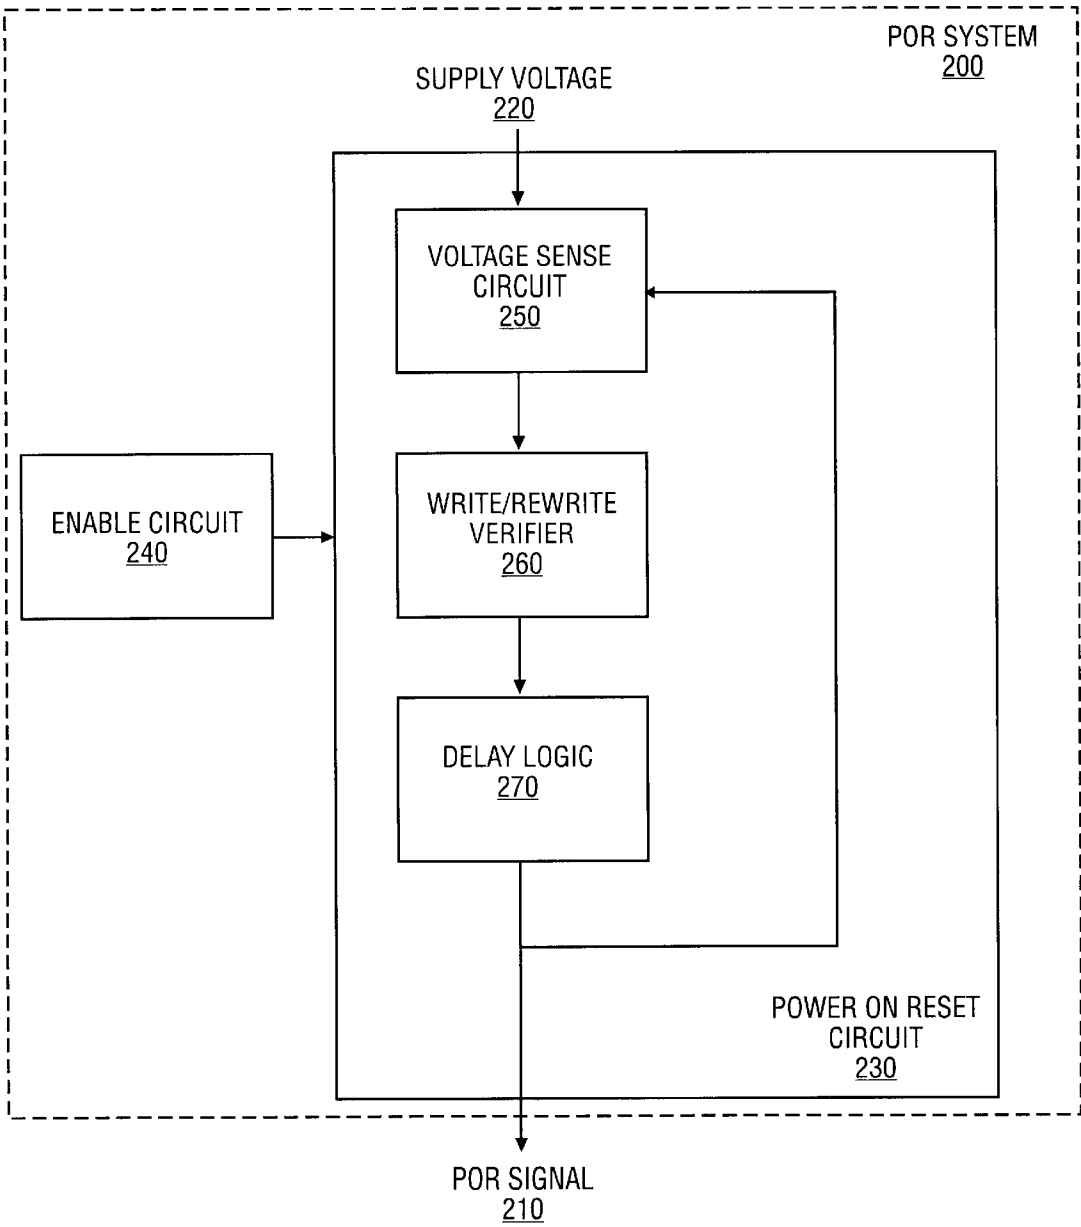 POR SYSTEM
200
SUPPLY VOLTAGE
220
VOLTAGE SENSE
CIRCUIT
250
ENABLE CIRCUIT
240
WRITE/REWRITE
VERIFIER
260
DELAY LOGIC
270
POWER ON RESET
CIRCUIT
230
POR SIGNAL
210